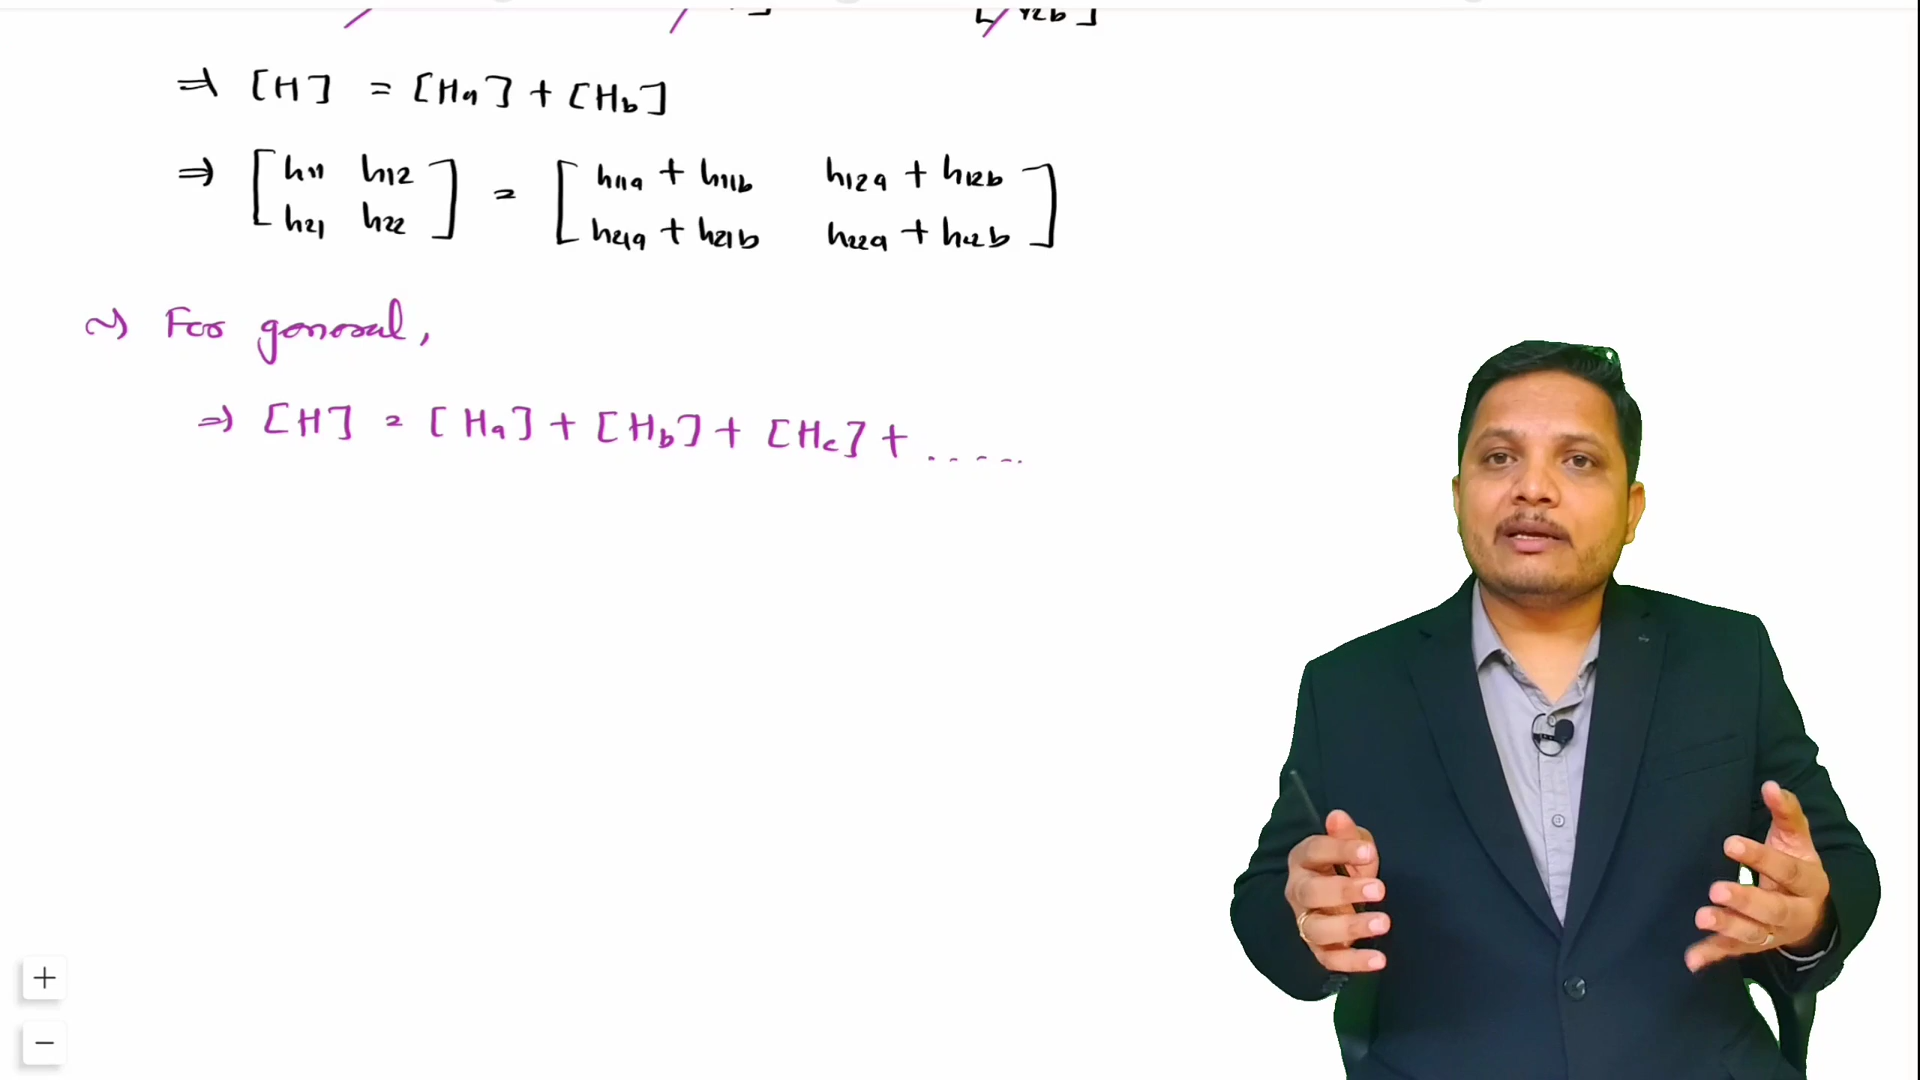 V2b ]
⇒ [H] = [Ha] + [Hb]
⇒ [h11 h12 h21 h22] = [h11a + h11b h12a + h12b h21a + h21b h22a + h22b]
~) For general,
⇒ [H] = [Ha] + [Hb] + [Hc] + .....
+
−